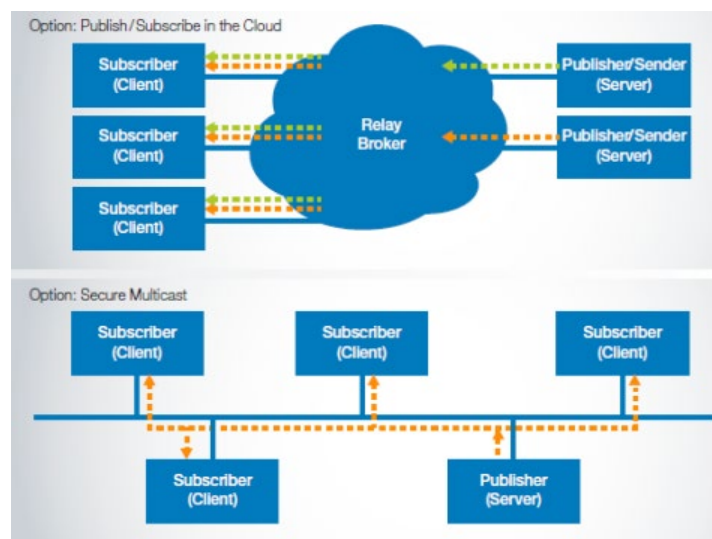 Option: Publish/Subscribe in the Cloud
Subscriber
(Client)
Publisher/Sender
(Server)
Relay
Broker
Subscriber
(Client)
Publisher/Sender
(Server)
Subscriber
(Client)
Option: Secure Multicast
Subscriber
(Client)
Subscriber
(Client)
Subscriber
(Client)
Subscriber
(Client)
Publisher
(Server)